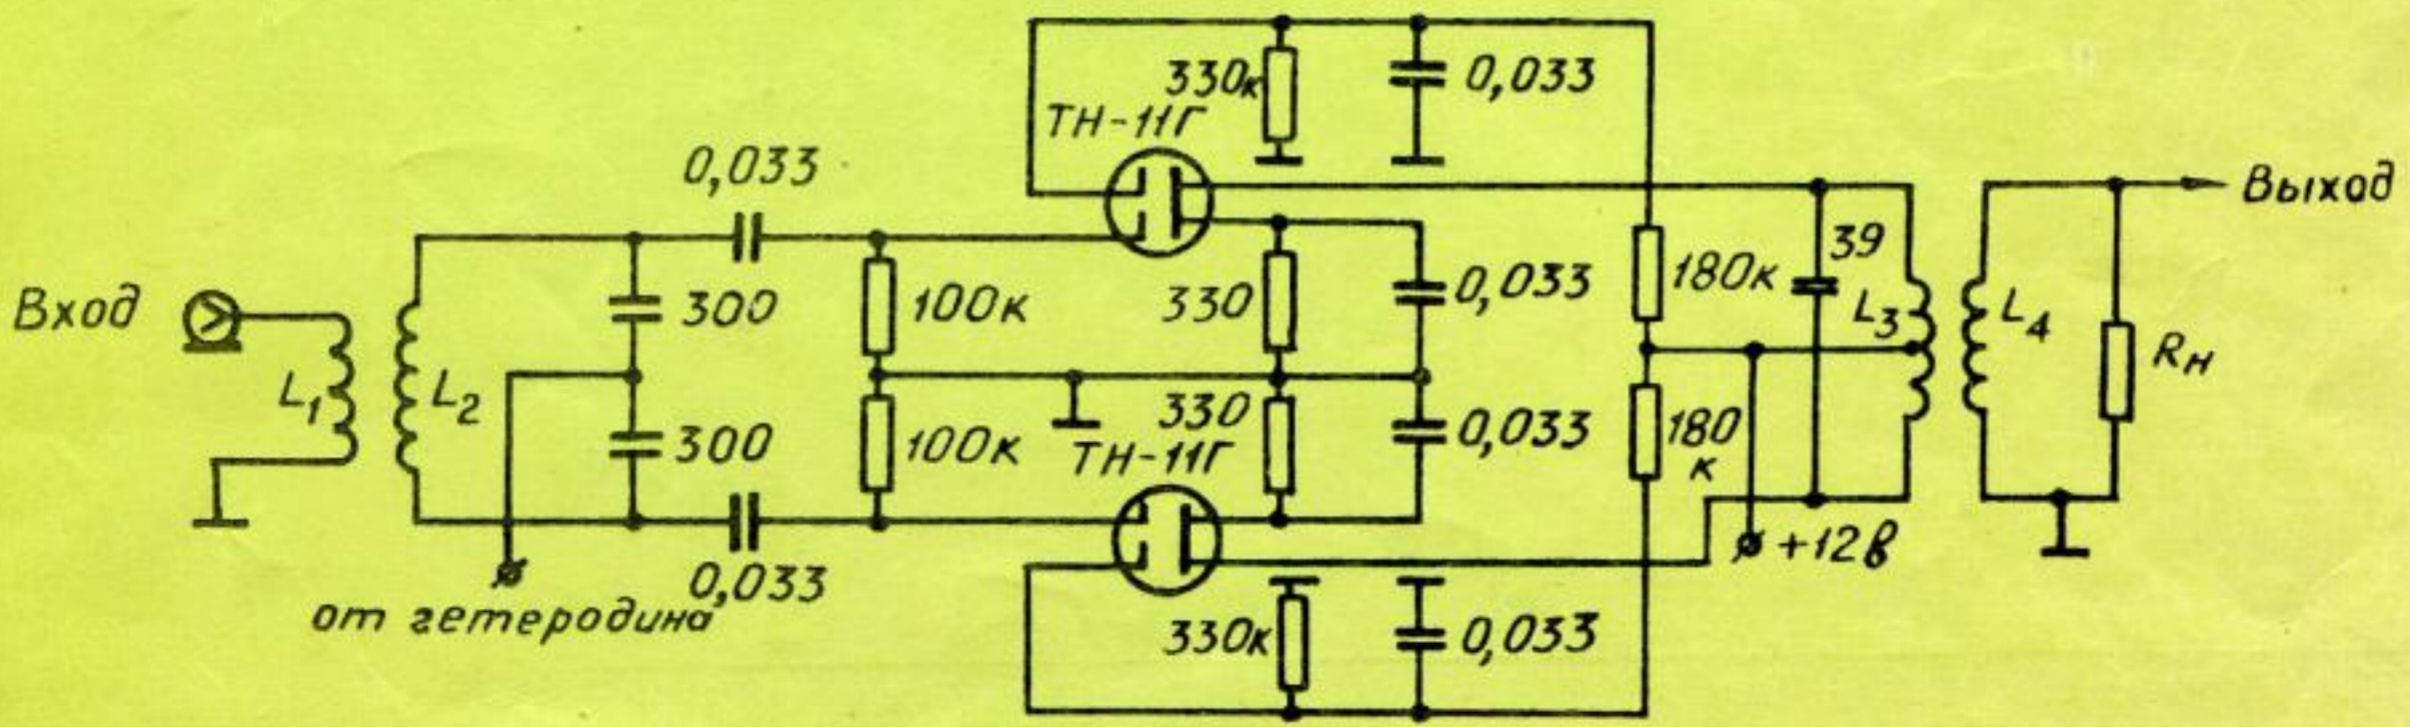 330к
0,033
ТН-11Г
0,033
Вход
L1
L2
300
300
100к
100к
330
0,033
330
0,033
ТН-11Г
180к
180
к
39
L3
L4
RН
Выход
+12в
от гетеродина
0,033
330к
0,033